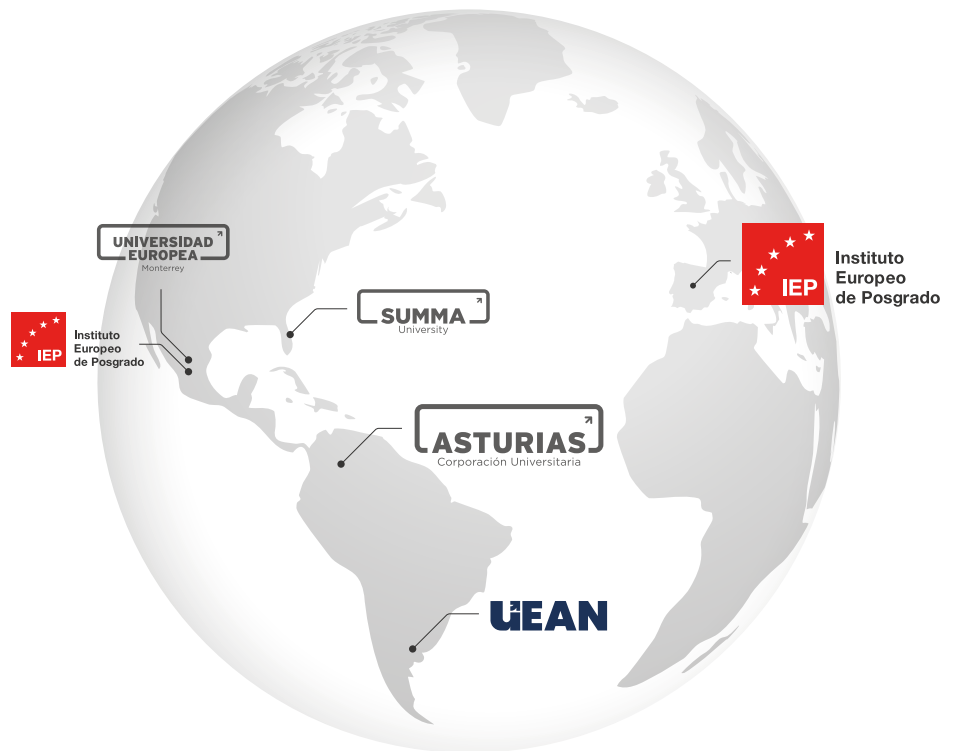 UNIVERSIDAD
EUROPEA
Monterrey
IEP
Instituto
Europeo
de Posgrado
SUMMA
University
IEP
Instituto
Europeo
de Posgrado
ASTURIAS
Corporación Universitaria
UEAN